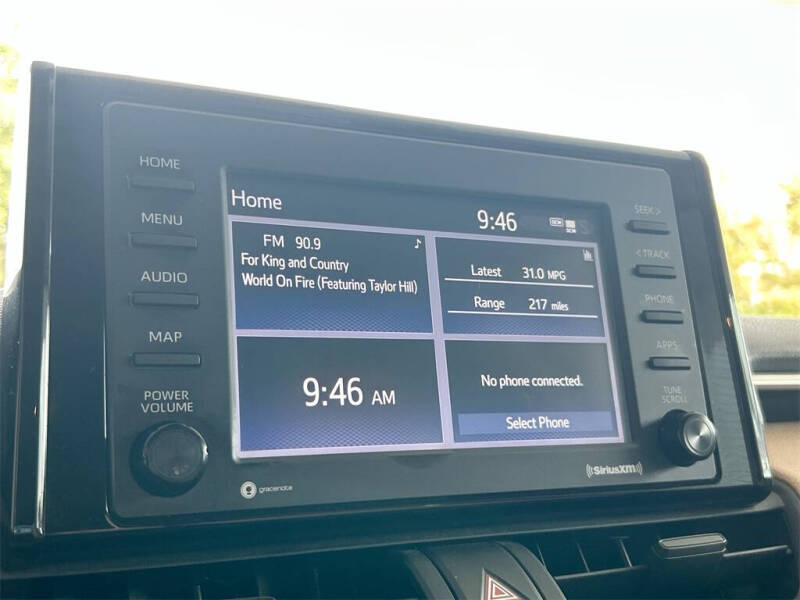 HOME
MENU
AUDIO
MAP
POWER
VOLUME
Home
9:46
FM 90.9
For King and Country
World On Fire (Featuring Taylor Hill)
Latest 31.0 MPG
Range 217 miles
9:46 AM
No phone connected.
Select Phone
SEEK >
< TRACK
PHONE
APPS
TUNE
SCROLL
gracenote
((SiriusXM))